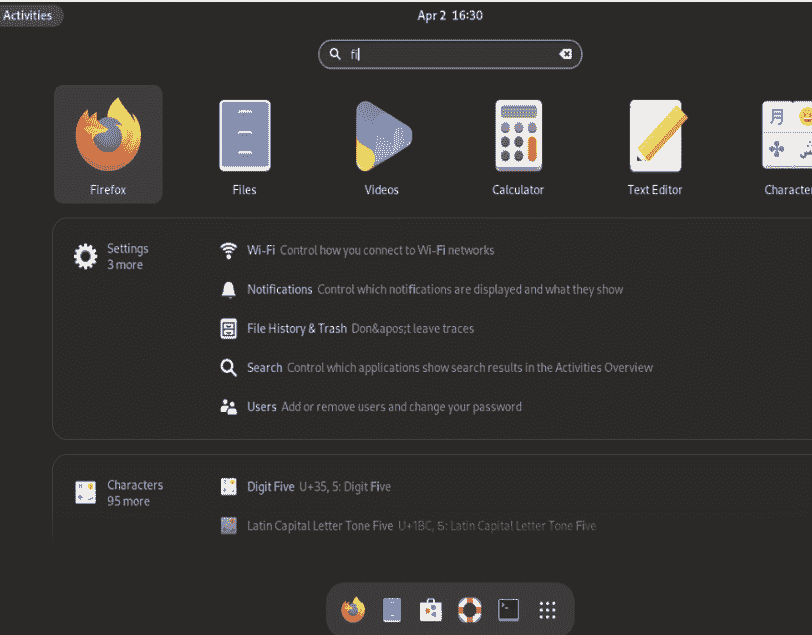 Activities
Apr 2 16:30
fi
Firefox
Files
Videos
Calculator
Text Editor
Character
Settings
3 more
Wi-Fi Control how you connect to Wi-Fi networks
Notifications Control which notifications are displayed and what they show
File History & Trash Don&apos;t leave traces
Search Control which applications show search results in the Activities Overview
Users Add or remove users and change your password
Characters
95 more
Digit Five U+35, 5: Digit Five
Latin Capital Letter Tone Five U+1BC, Ƽ: Latin Capital Letter Tone Five